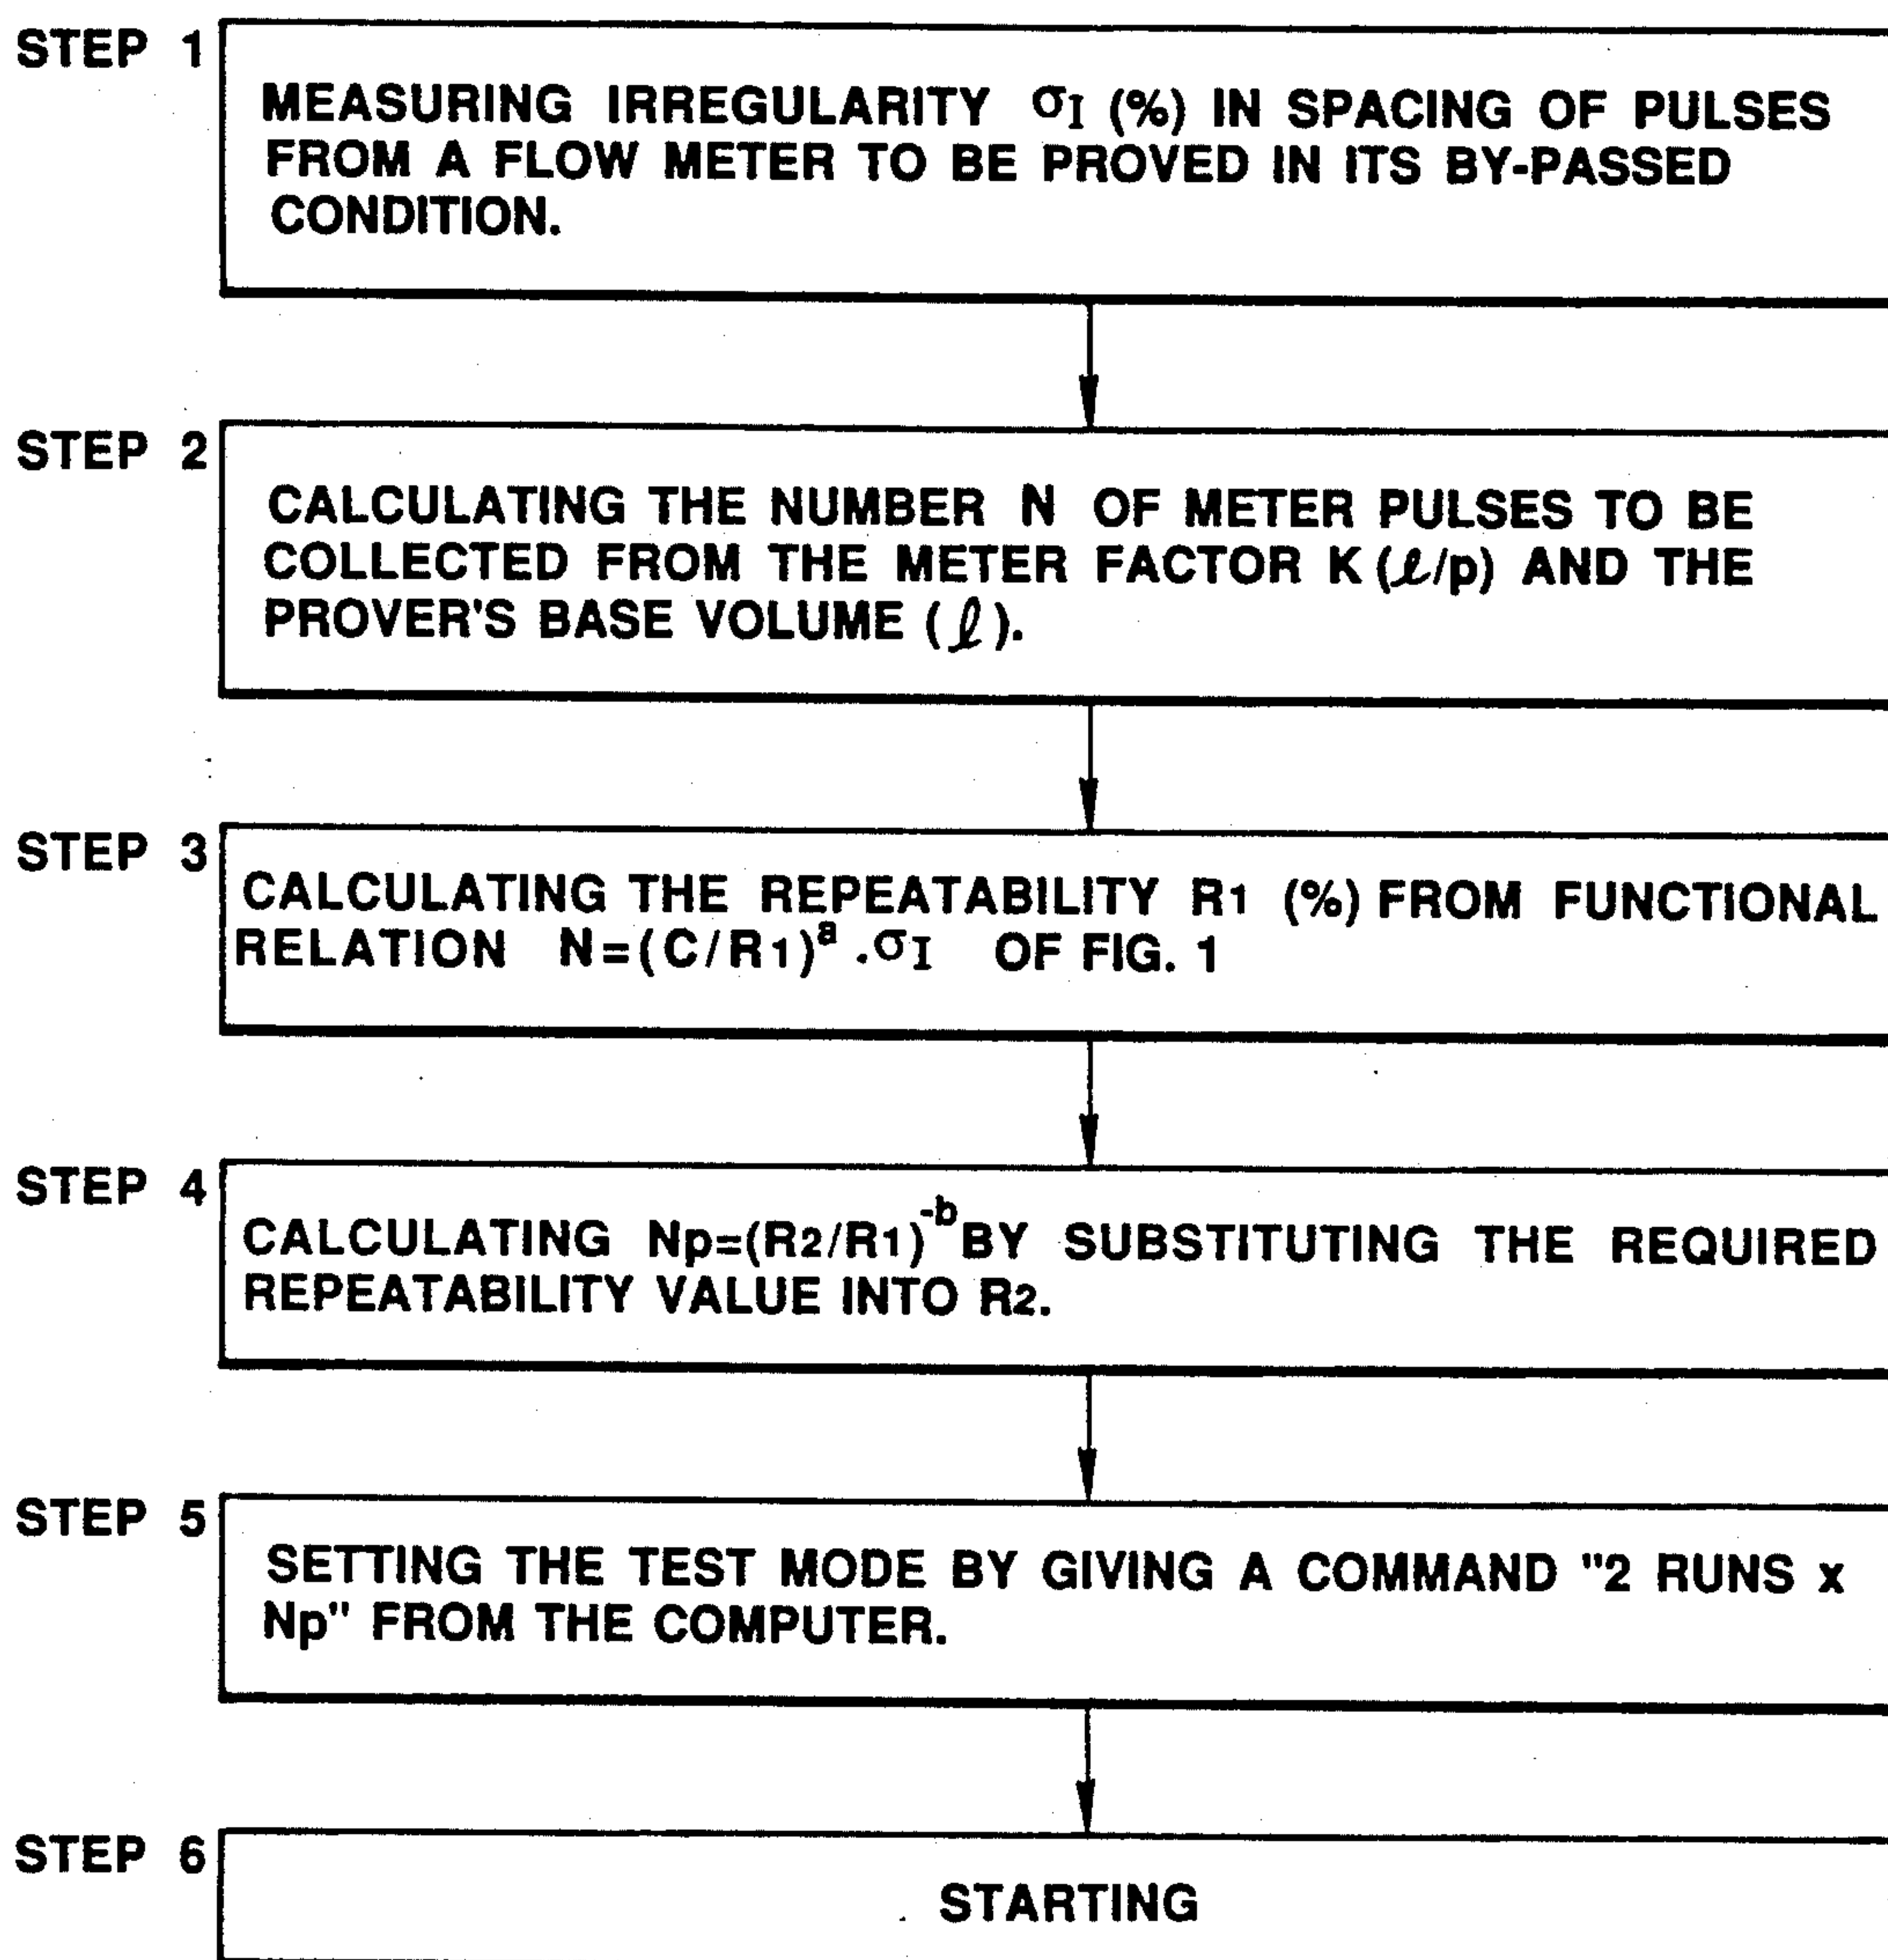 STEP 1
MEASURING IRREGULARITY σI (%) IN SPACING OF PULSES
FROM A FLOW METER TO BE PROVED IN ITS BY-PASSED
CONDITION.
STEP 2
CALCULATING THE NUMBER N OF METER PULSES TO BE
COLLECTED FROM THE METER FACTOR K (ℓ/p) AND THE
PROVER'S BASE VOLUME (ℓ).
STEP 3
CALCULATING THE REPEATABILITY R1 (%) FROM FUNCTIONAL
RELATION N=(C/R1)^a .σI OF FIG. 1
STEP 4
CALCULATING Np=(R2/R1)^-b BY SUBSTITUTING THE REQUIRED
REPEATABILITY VALUE INTO R2.
STEP 5
SETTING THE TEST MODE BY GIVING A COMMAND "2 RUNS x
Np" FROM THE COMPUTER.
STEP 6
STARTING